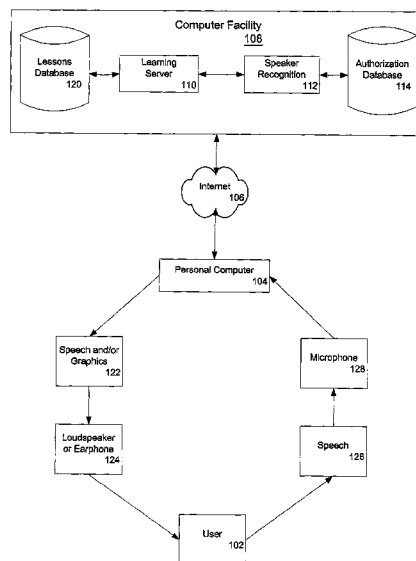 Computer Facility
108
Lessons
Database
120
Learning
Server
110
Speaker
Recognition
112
Authorization
Database
114
Internet
106
Personal Computer
104
Speech and/or
Graphics
122
Microphone
128
Loudspeaker
or Earphone
124
Speech
126
User
102